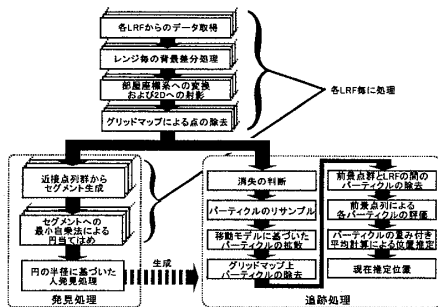 各LRFからのデータ取得
レンジ毎の背景差分処理
部屋座標系への変換
および2Dへの射影
グリッドマップによる点の除去
各LRF毎に処理
近接点列群から
セグメント生成
セグメントへの
最小自乗法による
円当てはめ
円の半径に基づいた
人発見処理
発見処理
生成
消失の判断
パーティクルのリサンプル
移動モデルに基づいた
パーティクルの拡散
グリッドマップ上
パーティクルの除去
前景点群とLRFの間の
パーティクルの除去
前景点列による
各パーティクルの評価
パーティクルの重み付き
平均計算による位置推定
現在推定位置
追跡処理